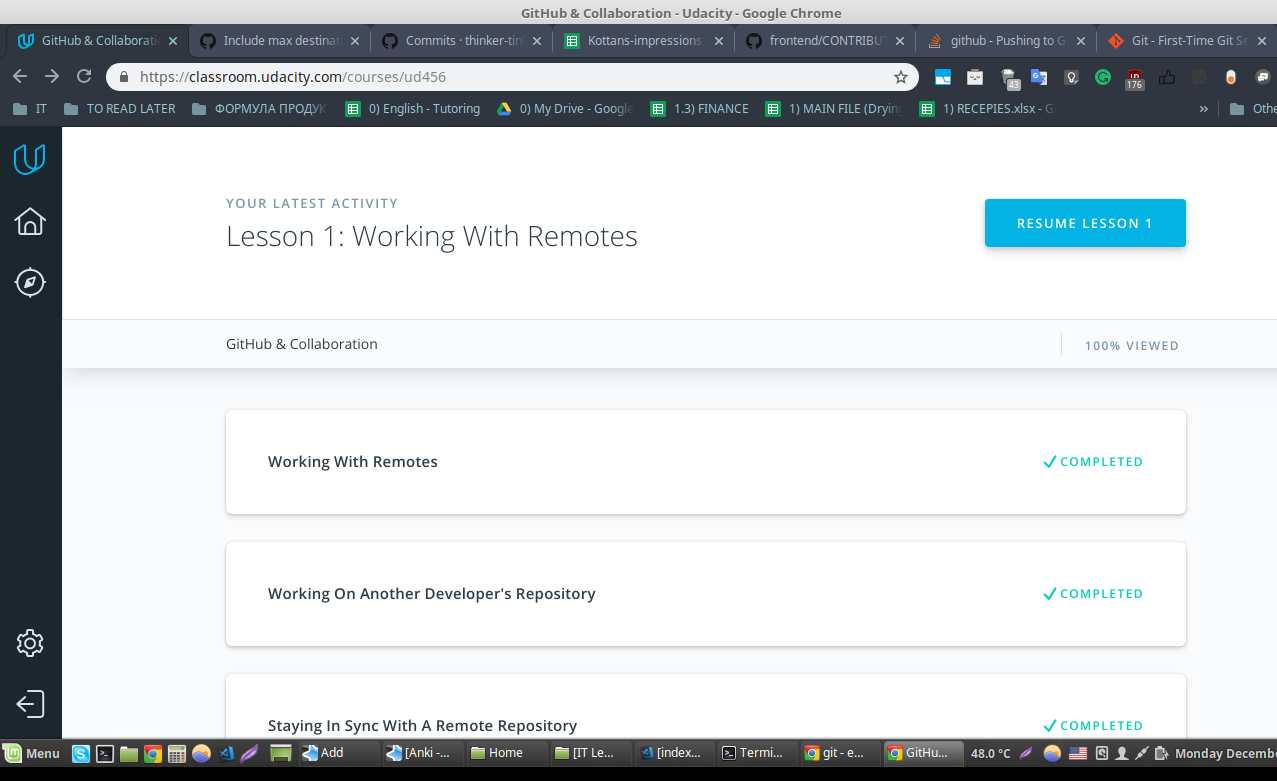 GitHub & Collaboration - Udacity - Google Chrome
GitHub & Collaborati
Include max destinat
Commits · thinker-tin
Kottans-impressions
frontend/CONTRIBUT
github - Pushing to G
Git - First-Time Git Se
https://classroom.udacity.com/courses/ud456
43
176
IT
TO READ LATER
ФОРМУЛА ПРОДУК
0) English - Tutoring
0) My Drive - Google
1.3) FINANCE
1) MAIN FILE (Drying
1) RECEPIES.xlsx - G
»
Othe
YOUR LATEST ACTIVITY
Lesson 1: Working With Remotes
RESUME LESSON 1
GitHub & Collaboration
100% VIEWED
Working With Remotes
COMPLETED
Working On Another Developer's Repository
COMPLETED
Staying In Sync With A Remote Repository
COMPLETED
Menu
Add
[Anki -...
Home
[IT Le...
[index...
Termi...
git - e...
GitHu...
48.0 °C
Monday Decembe